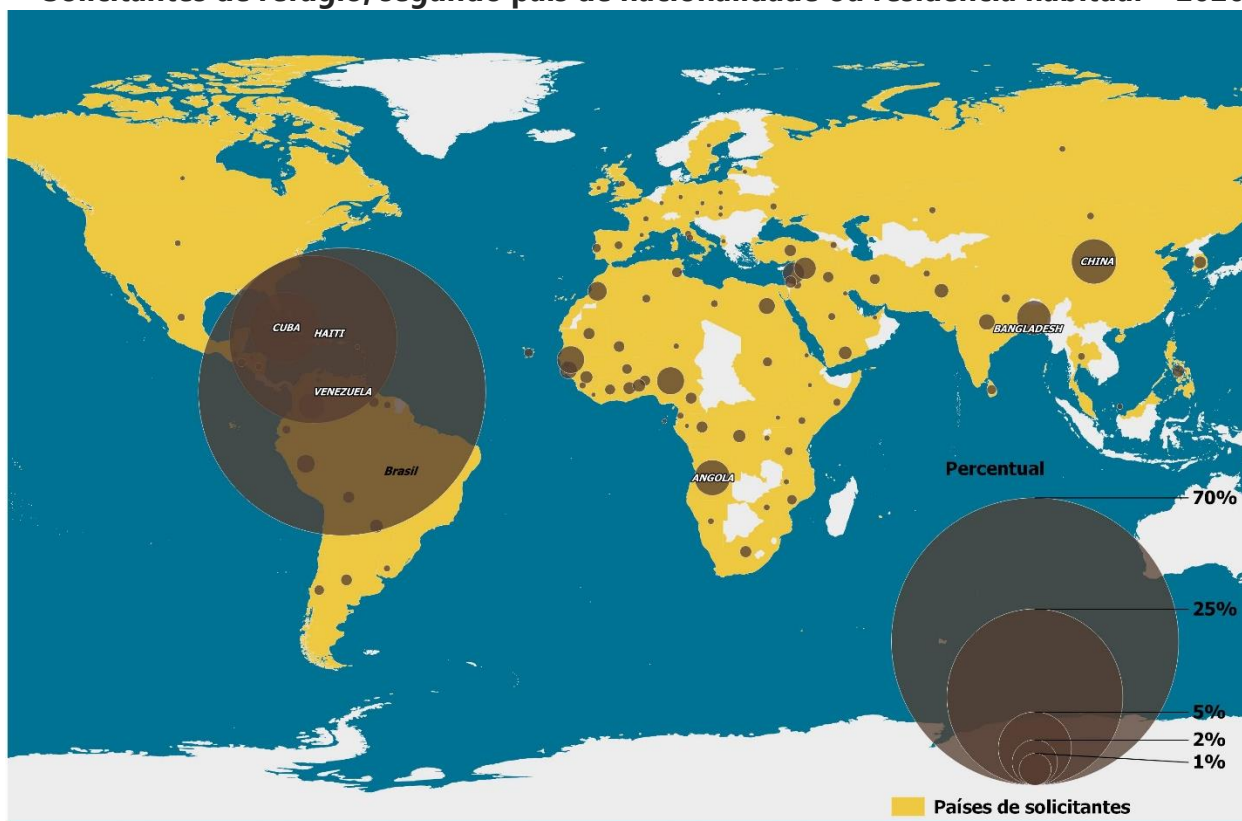 Solicitantes de refúgio, segundo país de nacionalidade ou residência habitual - 2020
CUBA
HAITI
VENEZUELA
Brasil
CHINA
BANGLADESH
ANGOLA
Percentual
70%
25%
5%
2%
1%
Países de solicitantes